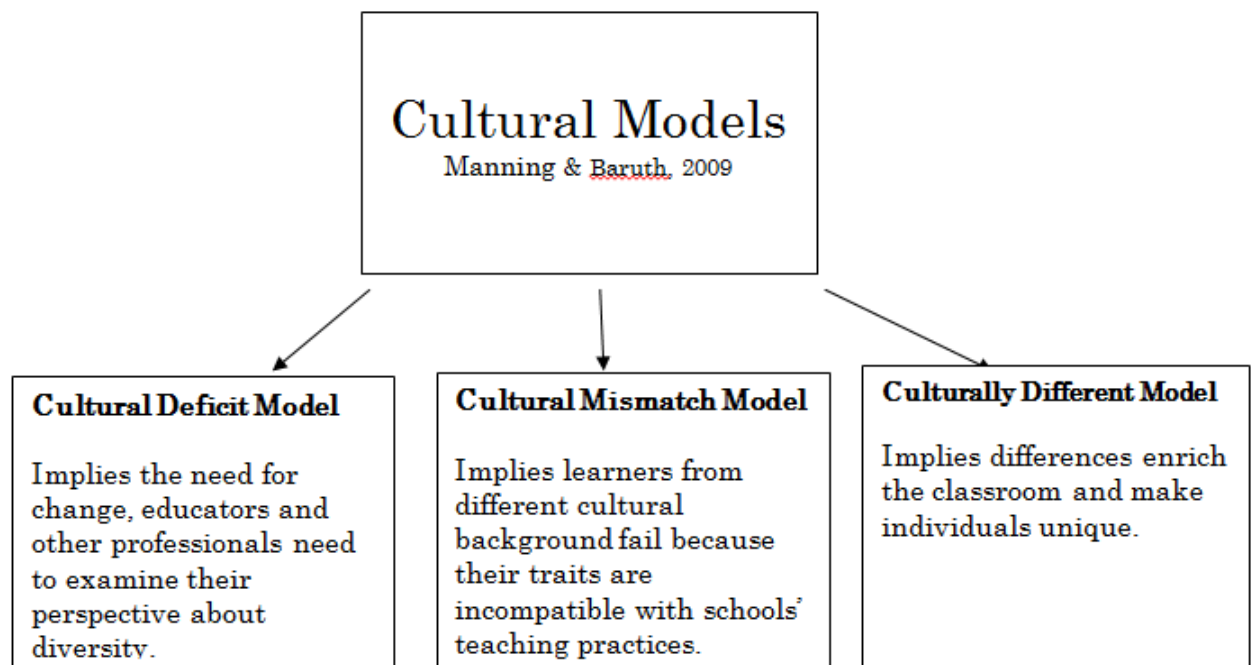 Cultural Models
Manning & Baruth, 2009
Cultural Deficit Model
Implies the need for
change, educators and
other professionals need
to examine their
perspective about
diversity.
Cultural Mismatch Model
Implies learners from
different cultural
background fail because
their traits are
incompatible with schools’
teaching practices.
Culturally Different Model
Implies differences enrich
the classroom and make
individuals unique.